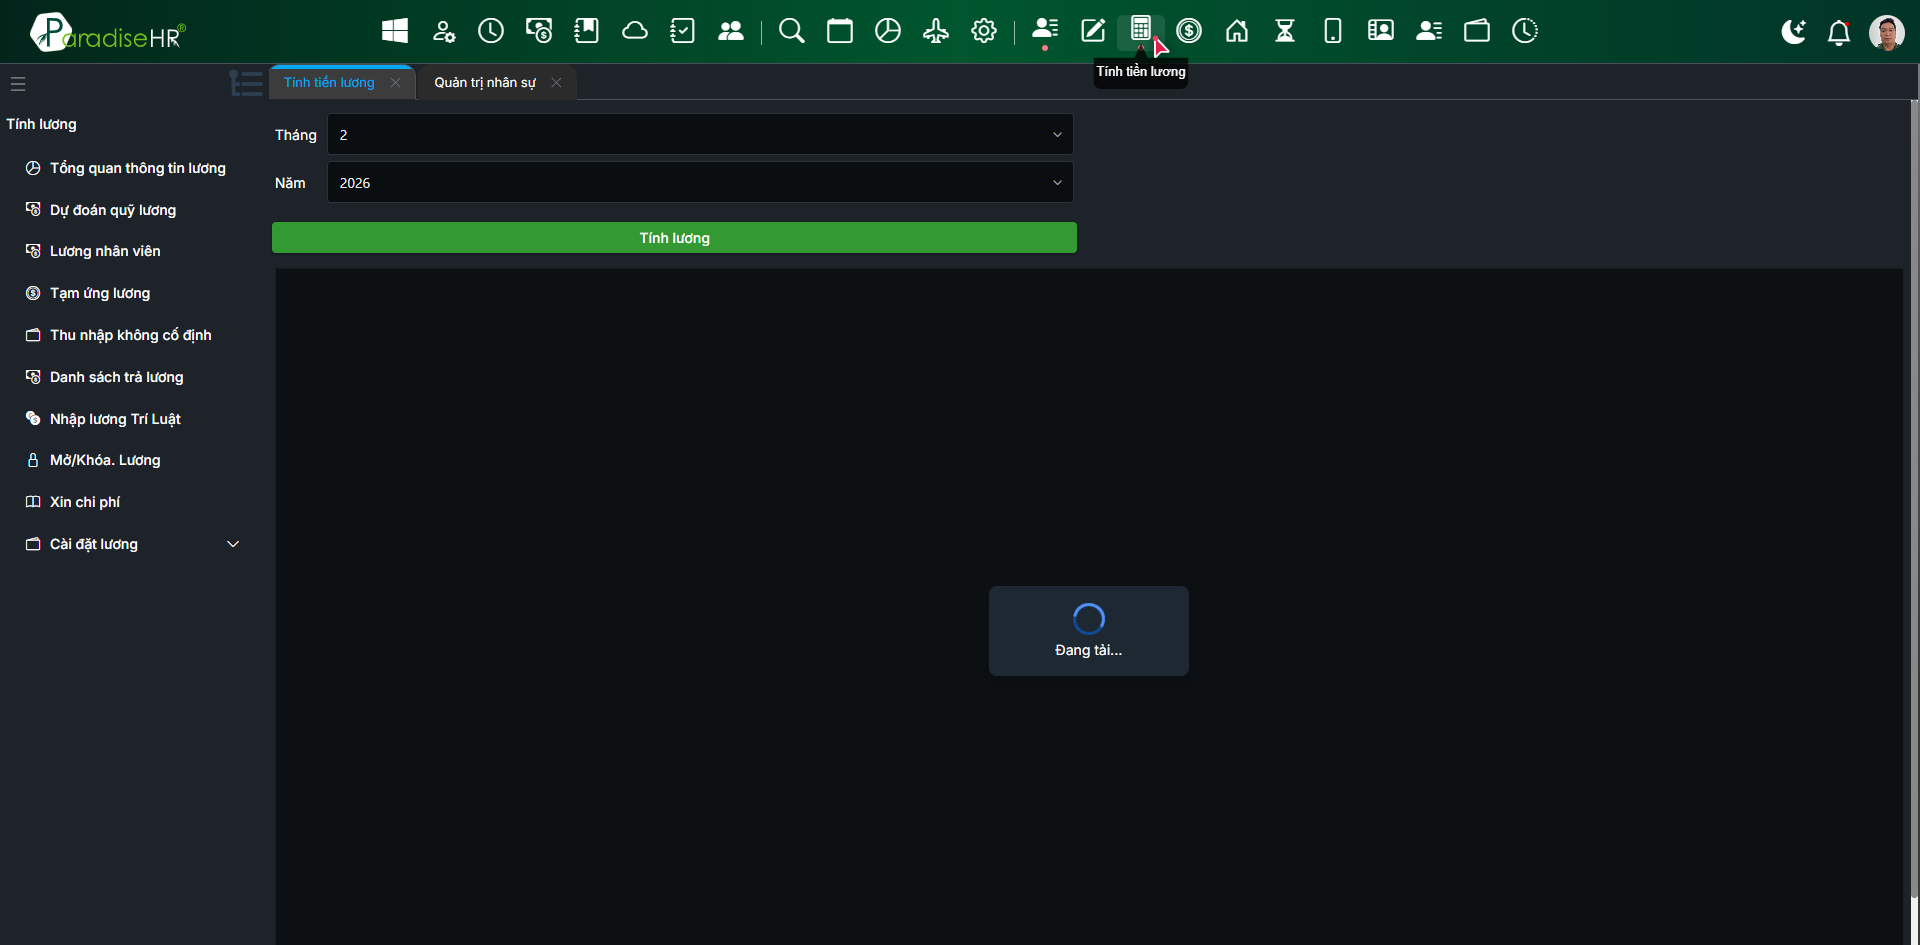 ParadiseHR®
Tính tiền lương
Tính tiền lương
Quản trị nhân sự
Tính lương
Tổng quan thông tin lương
Dự đoán quỹ lương
Lương nhân viên
Tạm ứng lương
Thu nhập không cố định
Danh sách trả lương
Nhập lương Trí Luật
Mở/Khóa. Lương
Xin chi phí
Cài đặt lương
Tháng 2
Năm 2026
Tính lương
Đang tải...